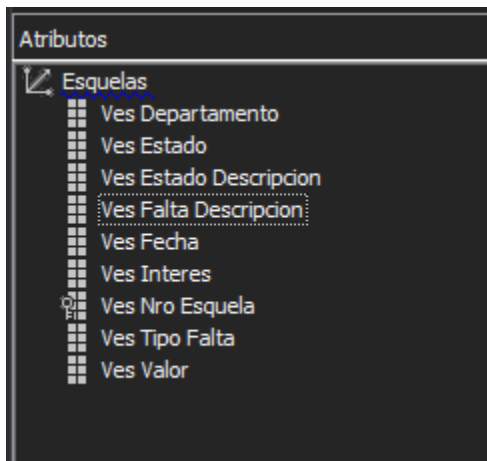 Atributos
Esquelas
Ves Departamento
Ves Estado
Ves Estado Descripcion
Ves Falta Descripcion
Ves Fecha
Ves Interes
Ves Nro Esquela
Ves Tipo Falta
Ves Valor